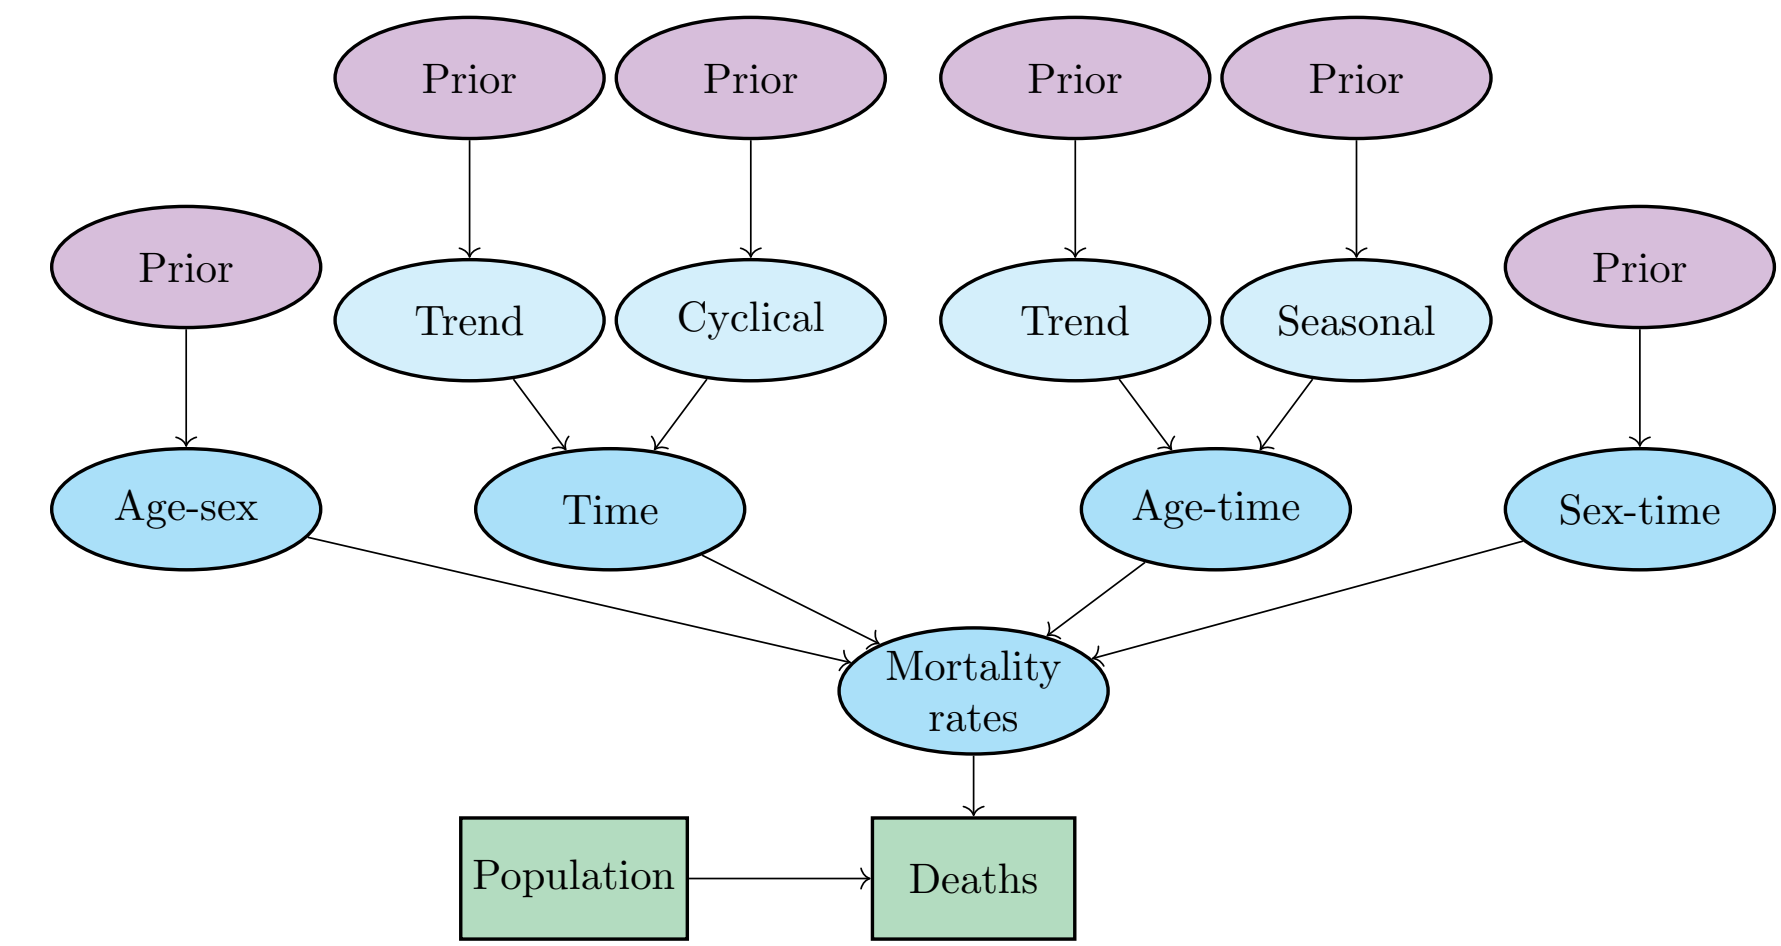 Prior
Prior
Prior
Prior
Prior
Prior
Trend
Cyclical
Trend
Seasonal
Age-sex
Time
Age-time
Sex-time
Mortality
rates
Population
Deaths